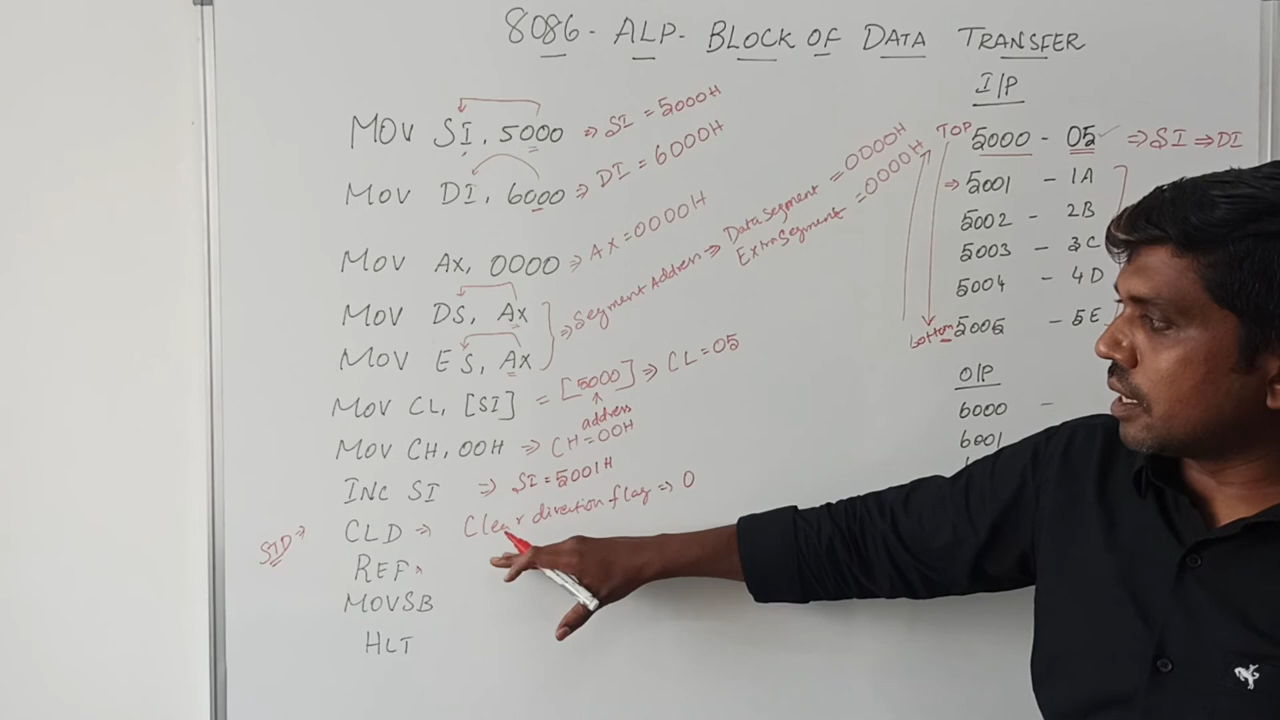 8086 - ALP - BLOCK OF DATA TRANSFER
MOV SI, 5000 ⇒ SI = 5000H
MOV DI, 6000 ⇒ DI = 6000H
MOV AX, 0000 ⇒ AX = 0000H
MOV DS, AX
MOV ES, AX
⇒ Segment Address ⇒ Data Segment = 0000H
Extra Segment = 0000H
MOV CL, [SI] = [5000] ⇒ CL = 05
address
MOV CH, 00H ⇒ CH = 00H
INC SI ⇒ SI = 5001H
STD ⇒ CLD ⇒ Clear direction flag ⇒ 0
REF
MOVSB
HLT
I/P
TOP 5000 - 05 ✓ ⇒ SI ⇒ DI
⇒ 5001 - 1A
5002 - 2B
5003 - 3C
5004 - 4D
bottom 5005 - 5E
O/P
6000 -
6001